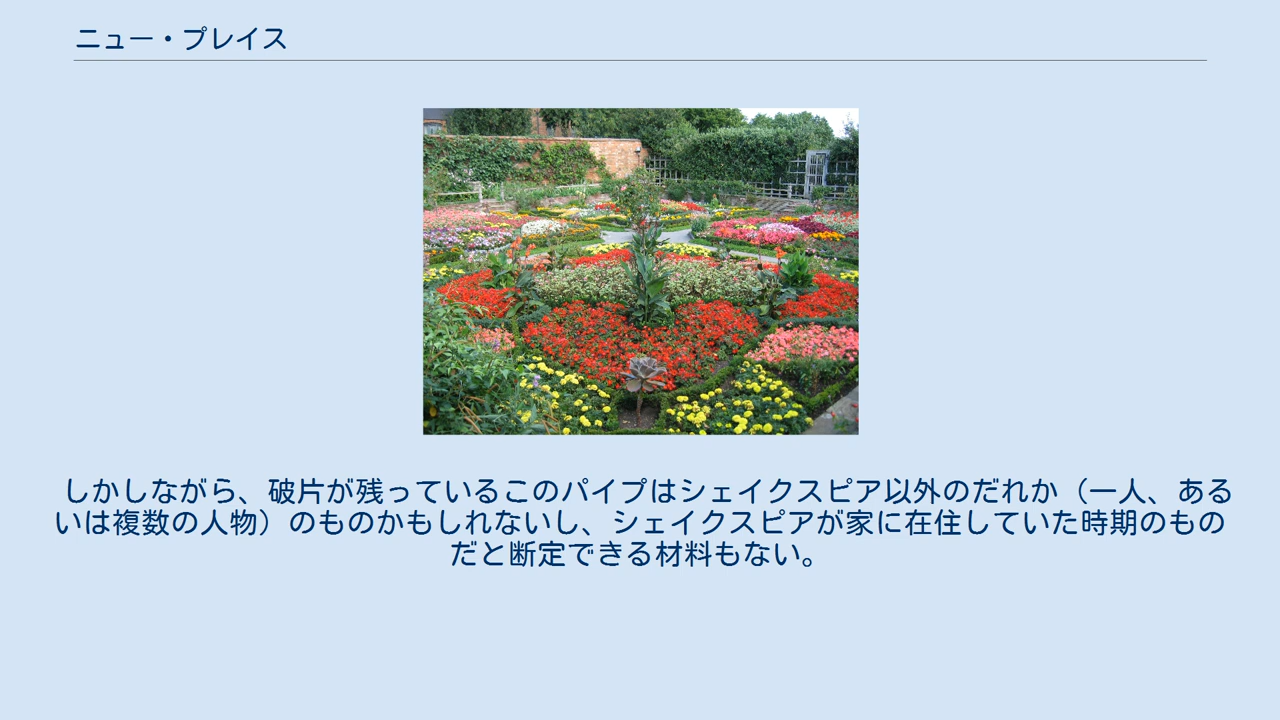 ニュー・プレイス
しかしながら、破片が残っているこのパイプはシェイクスピア以外のだれか（一人、ある
いは複数の人物）のものかもしれないし、シェイクスピアが家に在住していた時期のもの
だと断定できる材料もない。